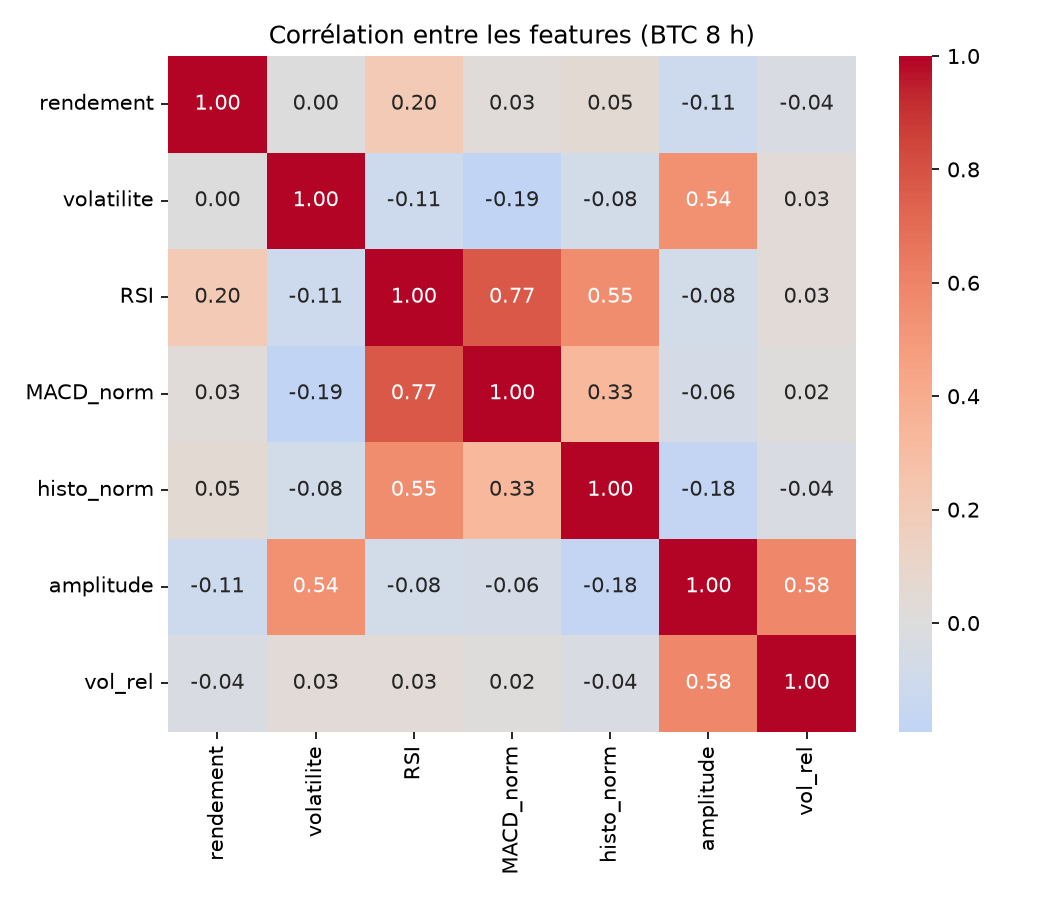 Corrélation entre les features (BTC 8 h)
rendement 1.00 0.00 0.20 0.03 0.05 -0.11 -0.04
volatilite 0.00 1.00 -0.11 -0.19 -0.08 0.54 0.03
RSI 0.20 -0.11 1.00 0.77 0.55 -0.08 0.03
MACD_norm 0.03 -0.19 0.77 1.00 0.33 -0.06 0.02
histo_norm 0.05 -0.08 0.55 0.33 1.00 -0.18 -0.04
amplitude -0.11 0.54 -0.08 -0.06 -0.18 1.00 0.58
vol_rel -0.04 0.03 0.03 0.02 -0.04 0.58 1.00
rendement volatilite RSI MACD_norm histo_norm amplitude vol_rel
1.0
0.8
0.6
0.4
0.2
0.0